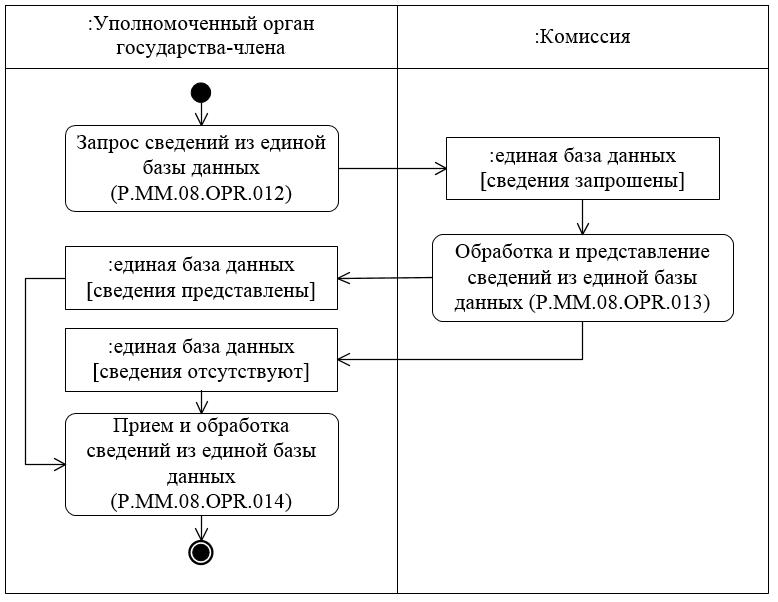 :Уполномоченный орган
государства-члена
:Комиссия
Запрос сведений из единой
базы данных
(P.MM.08.OPR.012)
:единая база данных
[сведения запрошены]
Обработка и представление
сведений из единой базы
данных (P.MM.08.OPR.013)
:единая база данных
[сведения представлены]
:единая база данных
[сведения отсутствуют]
Прием и обработка
сведений из единой базы
данных
(P.MM.08.OPR.014)